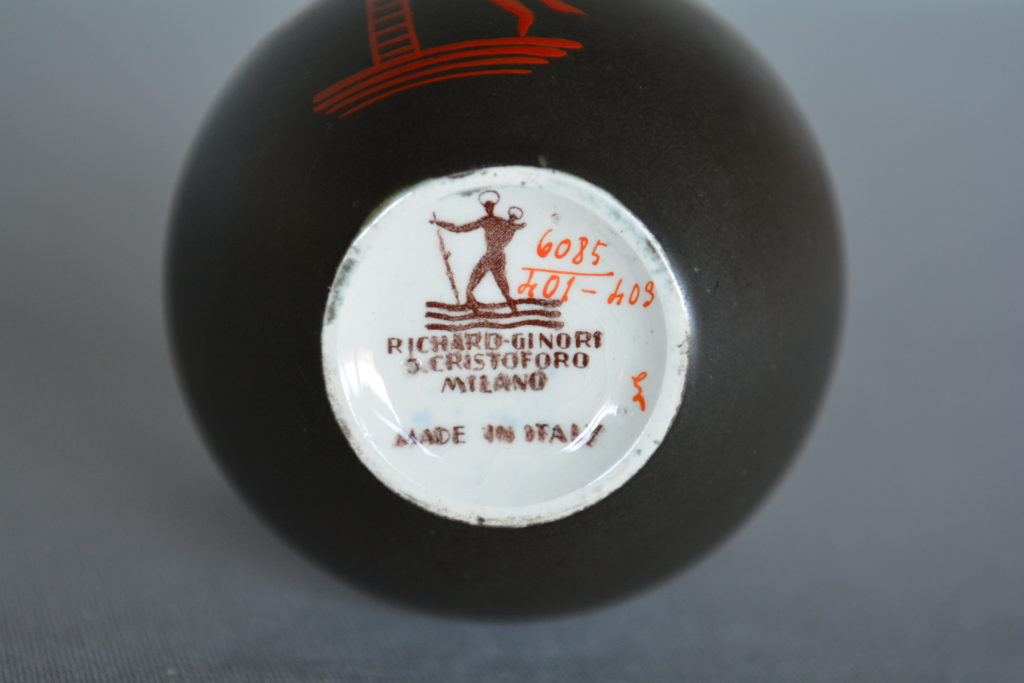 6085
401-409
RICHARD-GINORI
S. CRISTOFORO
MILANO
MADE IN ITALY